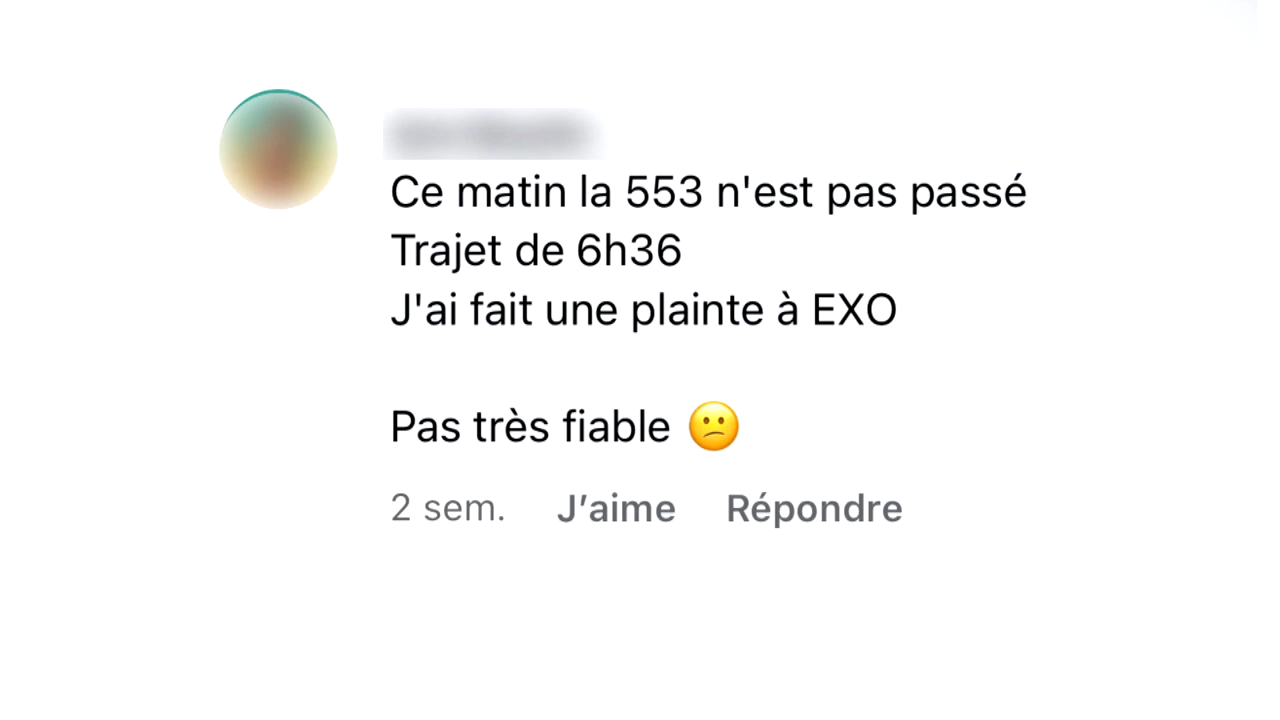 Ce matin la 553 n'est pas passé
Trajet de 6h36
J'ai fait une plainte à EXO
Pas très fiable 😕
2 sem. J’aime Répondre